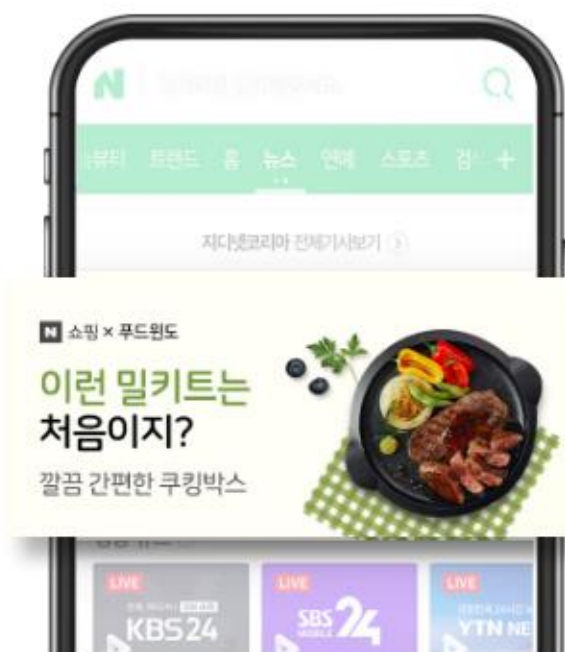 N
뷰티 트렌드 홈 뉴스 연예 스포츠 +
지디넷코리아 전체기사보기
N 쇼핑 × 푸드윈도
이런 밀키트는
처음이지?
깔끔 간편한 쿠킹박스
LIVE LIVE LIVE
KBS24 SBS MOBILE 24 YTN NE